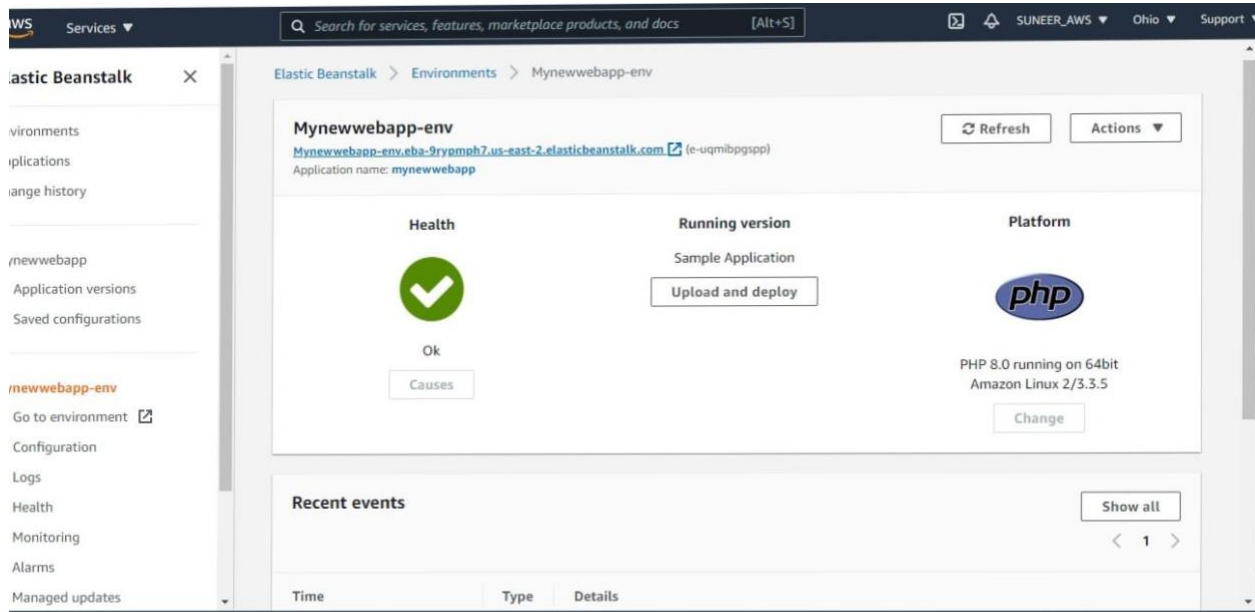 aws
Services ▼
Search for services, features, marketplace products, and docs [Alt+S]
SUNEER_AWS ▼ Ohio ▼ Support
lastic Beanstalk ×
vironments
plications
ange history
ynewwebapp
Application versions
Saved configurations
ynewwebapp-env
Go to environment
Configuration
Logs
Health
Monitoring
Alarms
Managed updates
Elastic Beanstalk > Environments > Mynewwebapp-env
Mynewwebapp-env
Mynewwebapp-env.eba-9rypmph7.us-east-2.elasticbeanstalk.com (e-uqmibpgspp)
Application name: mynewwebapp
Refresh
Actions ▼
Health
Ok
Causes
Running version
Sample Application
Upload and deploy
Platform
php
PHP 8.0 running on 64bit
Amazon Linux 2/3.3.5
Change
Recent events
Show all
< 1 >
Time Type Details